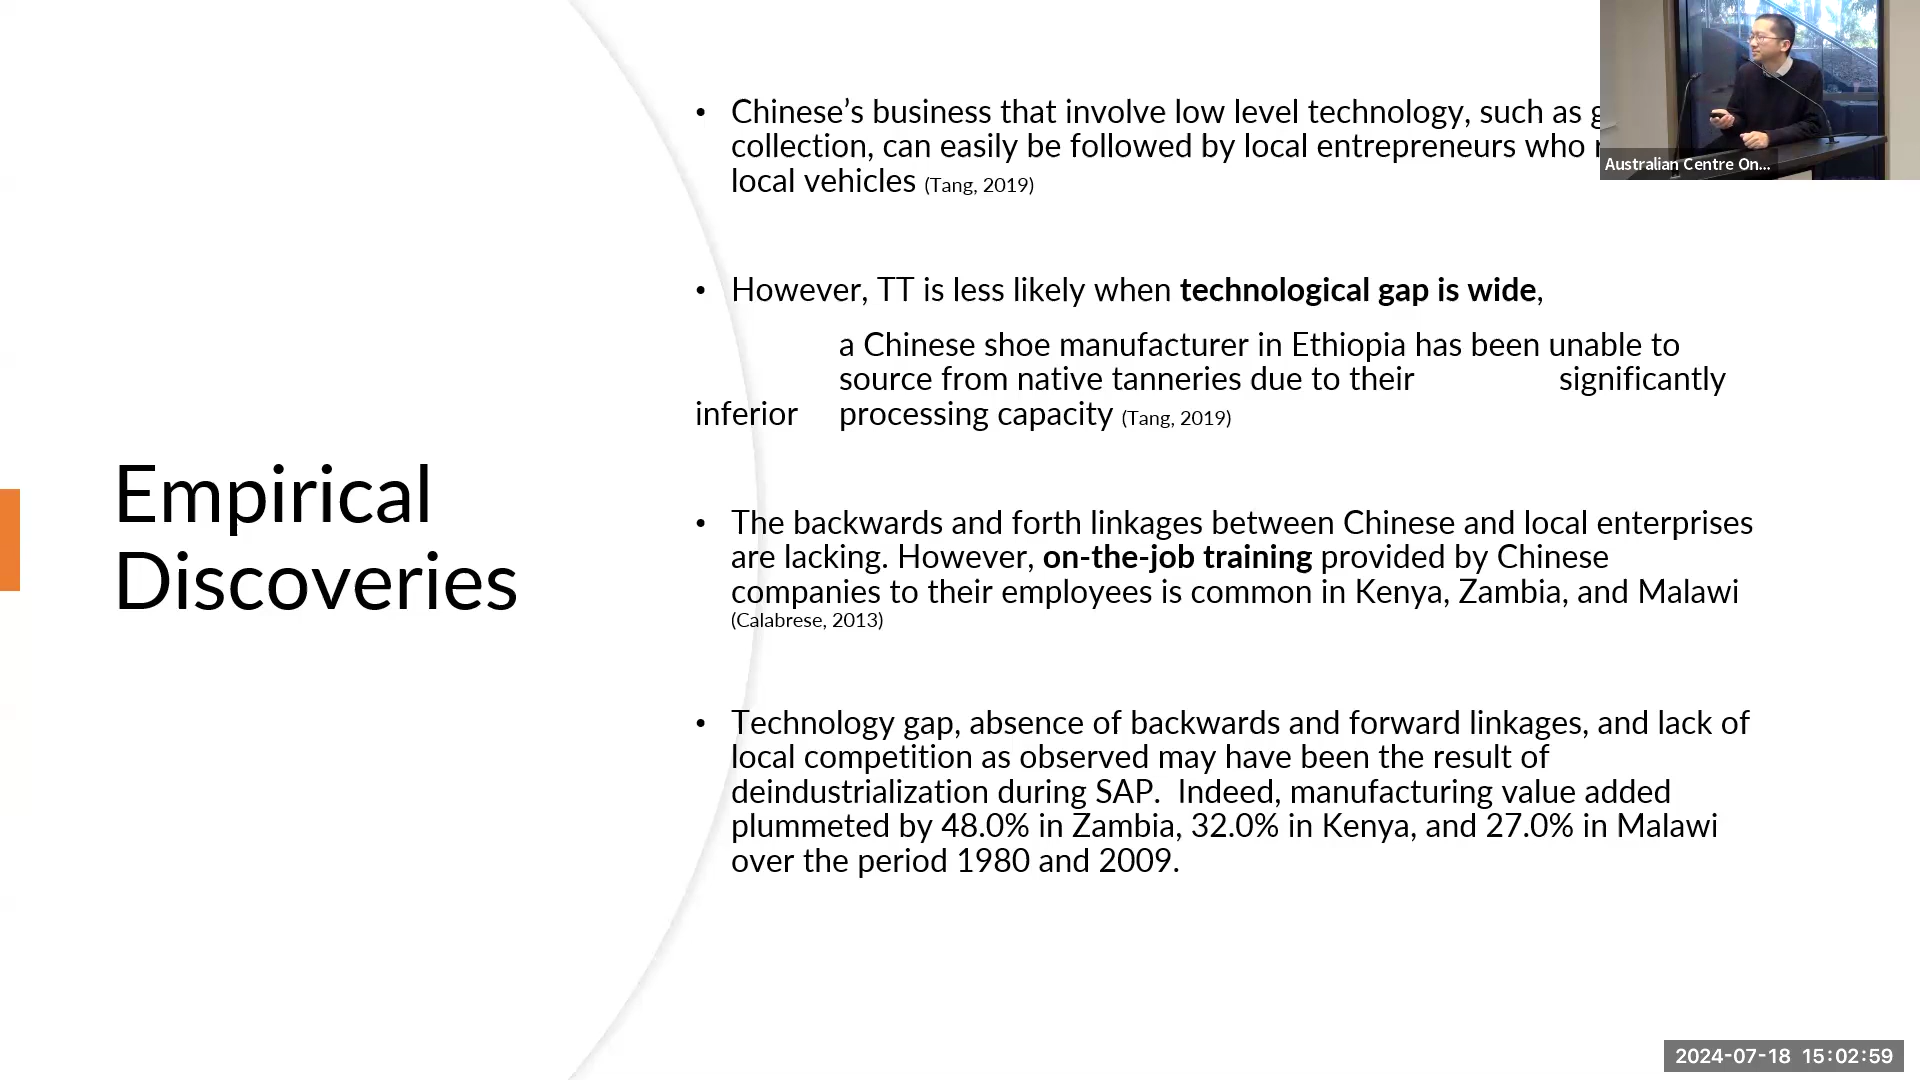 Empirical
Discoveries
• Chinese’s business that involve low level technology, such as
collection, can easily be followed by local entrepreneurs who
local vehicles (Tang, 2019)
• However, TT is less likely when technological gap is wide,
a Chinese shoe manufacturer in Ethiopia has been unable to
source from native tanneries due to their significantly
inferior processing capacity (Tang, 2019)
• The backwards and forth linkages between Chinese and local enterprises
are lacking. However, on-the-job training provided by Chinese
companies to their employees is common in Kenya, Zambia, and Malawi
(Calabrese, 2013)
• Technology gap, absence of backwards and forward linkages, and lack of
local competition as observed may have been the result of
deindustrialization during SAP.  Indeed, manufacturing value added
plummeted by 48.0% in Zambia, 32.0% in Kenya, and 27.0% in Malawi
over the period 1980 and 2009.
Australian Centre On...
2024-07-18 15:02:59